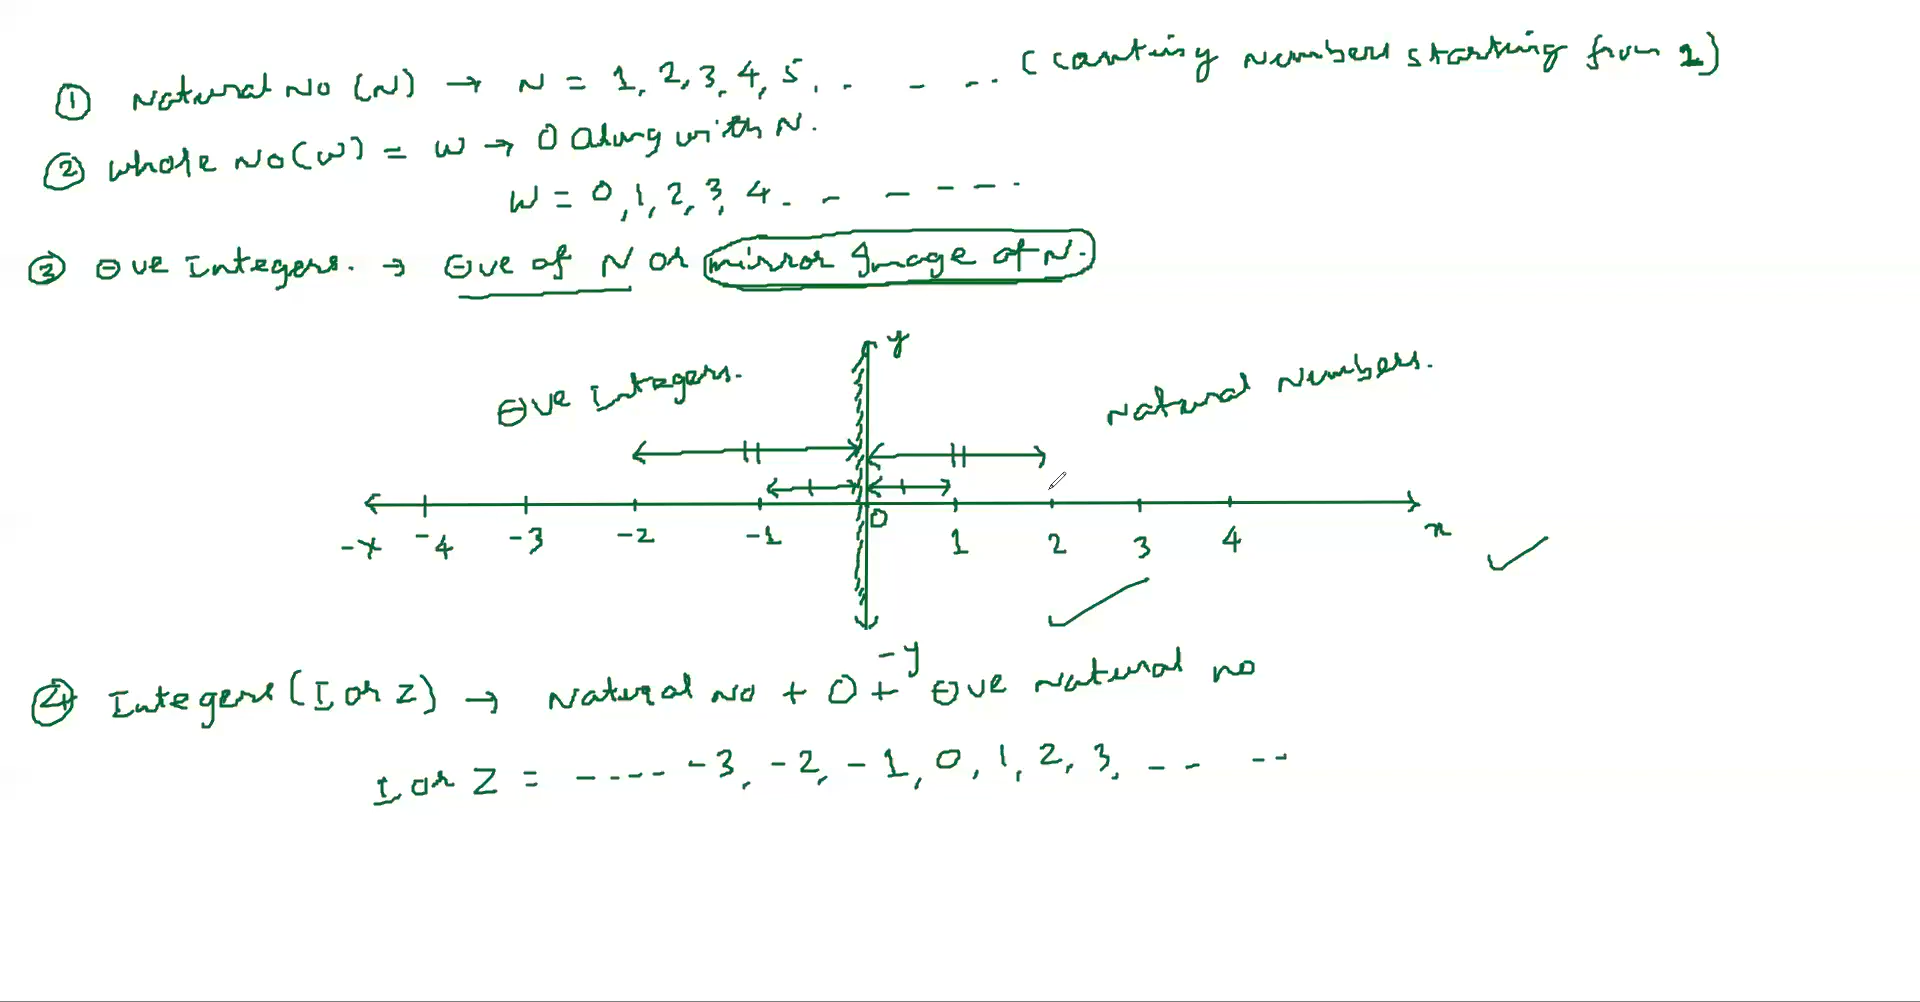 ① Natural No (N) → N = 1, 2, 3, 4, 5, . . - - . . (Counting numbers starting from 1)
② Whole No (W) = W → 0 along with N.
W = 0, 1, 2, 3, 4 - - - - - - .
③ ⊖ve Integers. → ⊖ve of N or mirror Image of N.
y
⊖ve Integers. Natural Numbers.
-x -4 -3 -2 -1 0 1 2 3 4 x
-y
④ Integers (I or Z) → Natural No + 0 + ⊖ve natural no
I or Z = - - - - -3, -2, -1, 0, 1, 2, 3, - - - -